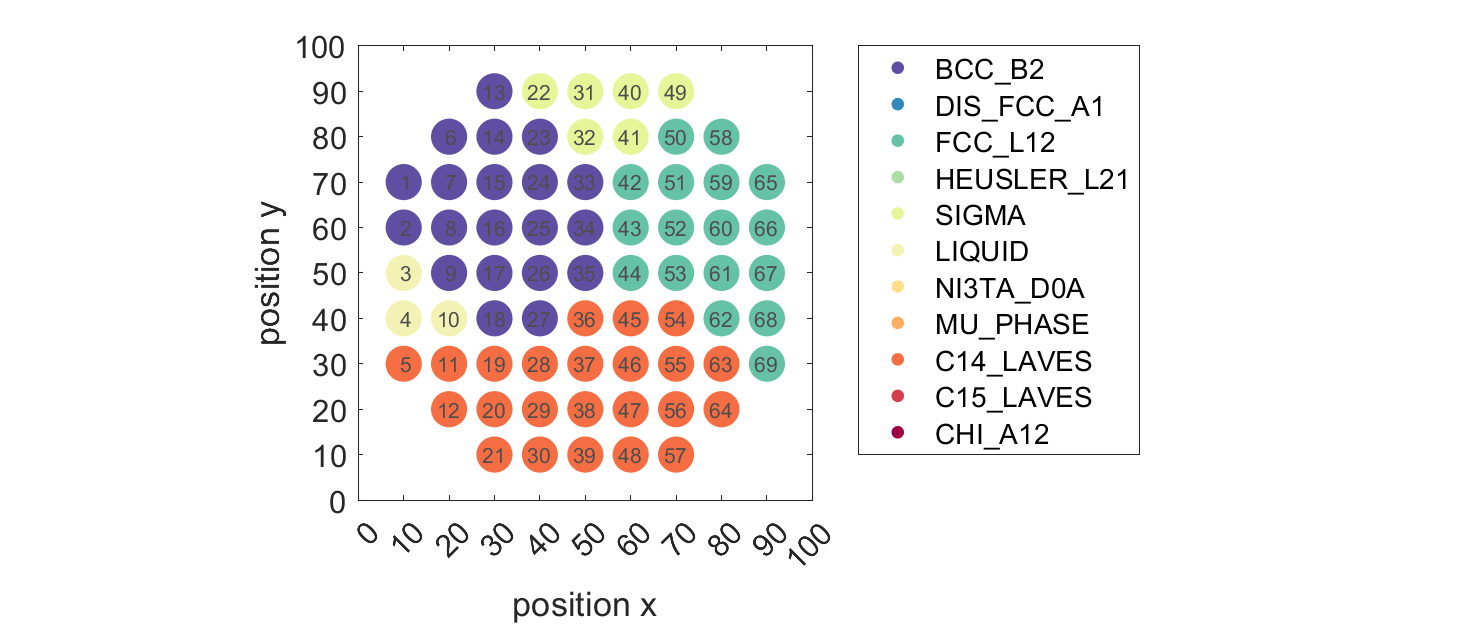 100
90
80
70
60
50
40
30
20
10
0
position y
13 22 31 40 49
6 14 23 32 41 50 58
1 7 15 24 33 42 51 59 65
2 8 16 25 34 43 52 60 66
3 9 17 26 35 44 53 61 67
4 10 18 27 36 45 54 62 68
5 11 19 28 37 46 55 63 69
12 20 29 38 47 56 64
21 30 39 48 57
0 10 20 30 40 50 60 70 80 90 100
position x
BCC_B2
DIS_FCC_A1
FCC_L12
HEUSLER_L21
SIGMA
LIQUID
NI3TA_D0A
MU_PHASE
C14_LAVES
C15_LAVES
CHI_A12